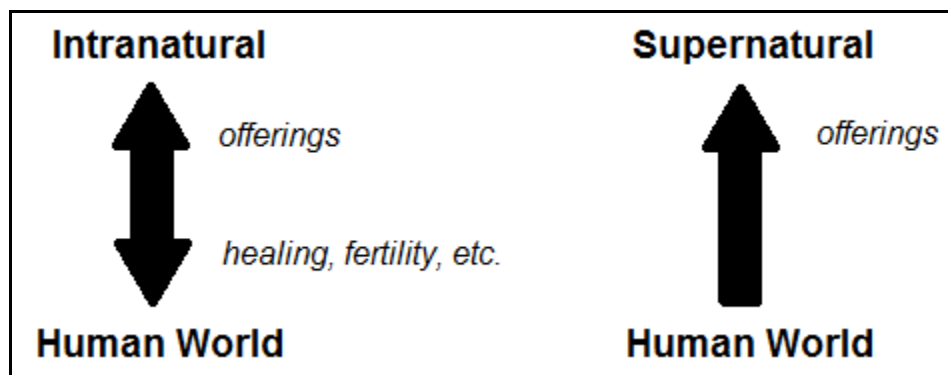 Intranatural
offerings
healing, fertility, etc.
Human World
Supernatural
offerings
Human World